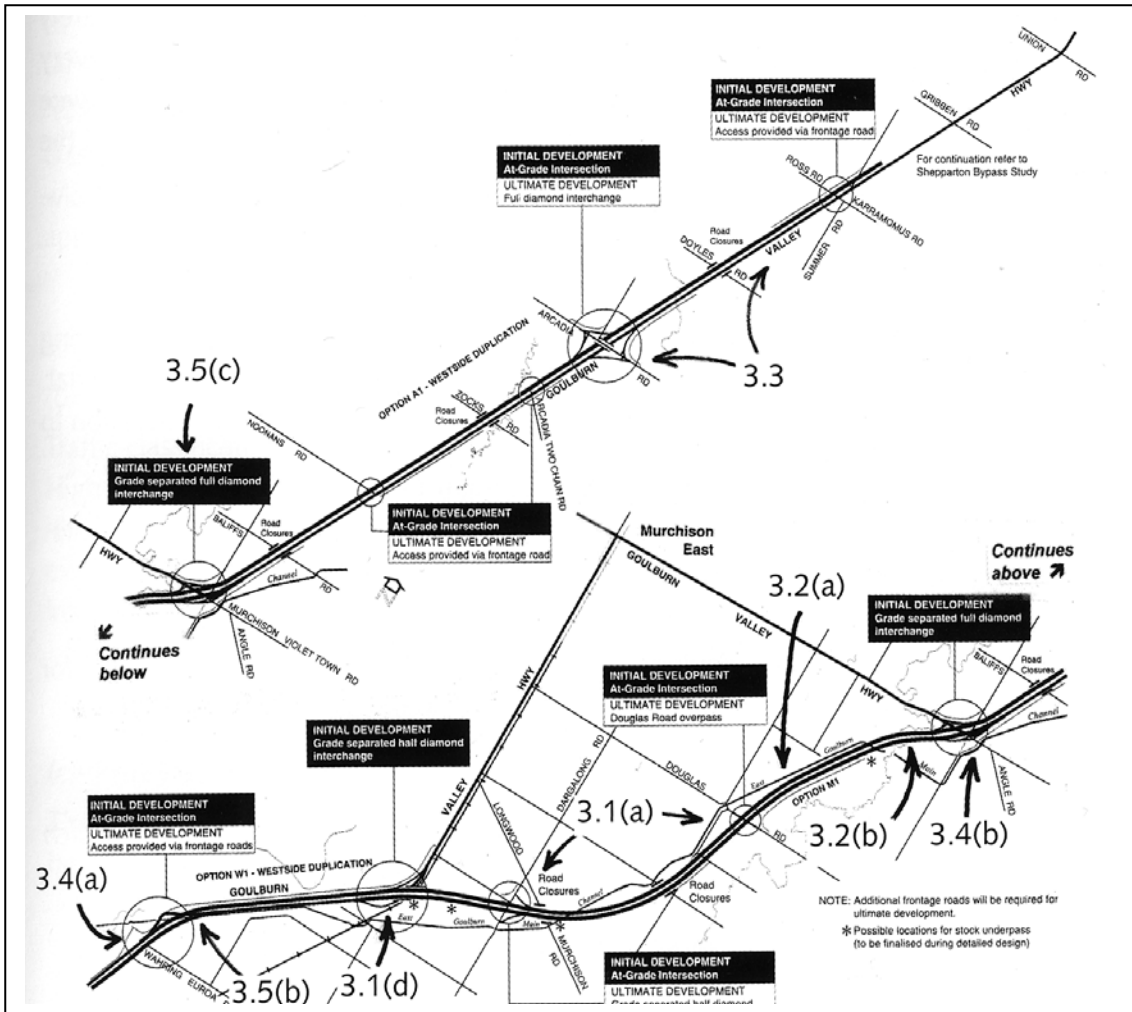 UNION
RD
HWY
GRIBBEN
RD
INITIAL DEVELOPMENT
At-Grade Intersection
ULTIMATE DEVELOPMENT
Access provided via frontage road
For continuation refer to
Shepparton Bypass Study
ROSS RD
KARRAMOMUS RD
SUMMER RD
INITIAL DEVELOPMENT
At-Grade Intersection
ULTIMATE DEVELOPMENT
Full diamond interchange
Road
Closures
DOYLES
RD
VALLEY
3.3
ARCADIA
RD
OPTION A1 - WESTSIDE DUPLICATION
GOULBURN
3.5(c)
ZOCKS
RD
Road
Closures
ARCADIA TWO CHAIN RD
NOONANS RD
INITIAL DEVELOPMENT
Grade separated full diamond
interchange
INITIAL DEVELOPMENT
At-Grade Intersection
ULTIMATE DEVELOPMENT
Access provided via frontage road
BALIFFS
RD
Road
Closures
HWY
Channel
MURCHISON VIOLET TOWN RD
ANGLE RD
Continues
below
Murchison
East
GOULBURN
VALLEY
HWY
Continues
above
3.2(a)
INITIAL DEVELOPMENT
Grade separated full diamond
interchange
BALIFFS
Road
Closures
Channel
HWY
INITIAL DEVELOPMENT
At-Grade Intersection
ULTIMATE DEVELOPMENT
Douglas Road overpass
INITIAL DEVELOPMENT
Grade separated half diamond
interchange
VALLEY
DARGALONG RD
DOUGLAS
RD
East
Goulburn
Main
OPTION M1
ANGLE RD
LONGWOOD
3.1(a)
3.2(b)
3.4(b)
INITIAL DEVELOPMENT
At-Grade Intersection
ULTIMATE DEVELOPMENT
Access provided via frontage roads
OPTION W1 - WESTSIDE DUPLICATION
GOULBURN
3.4(a)
Road
Closures
Channel
Road
Closures
East
Goulburn
Main
MURCHISON
RD
WAHRING EUROA
3.5(b)
3.1(d)
NOTE: Additional frontage roads will be required for
ultimate development.
* Possible locations for stock underpass
(to be finalised during detailed design)
INITIAL DEVELOPMENT
At-Grade Intersection
ULTIMATE DEVELOPMENT
Grade separated half diamond